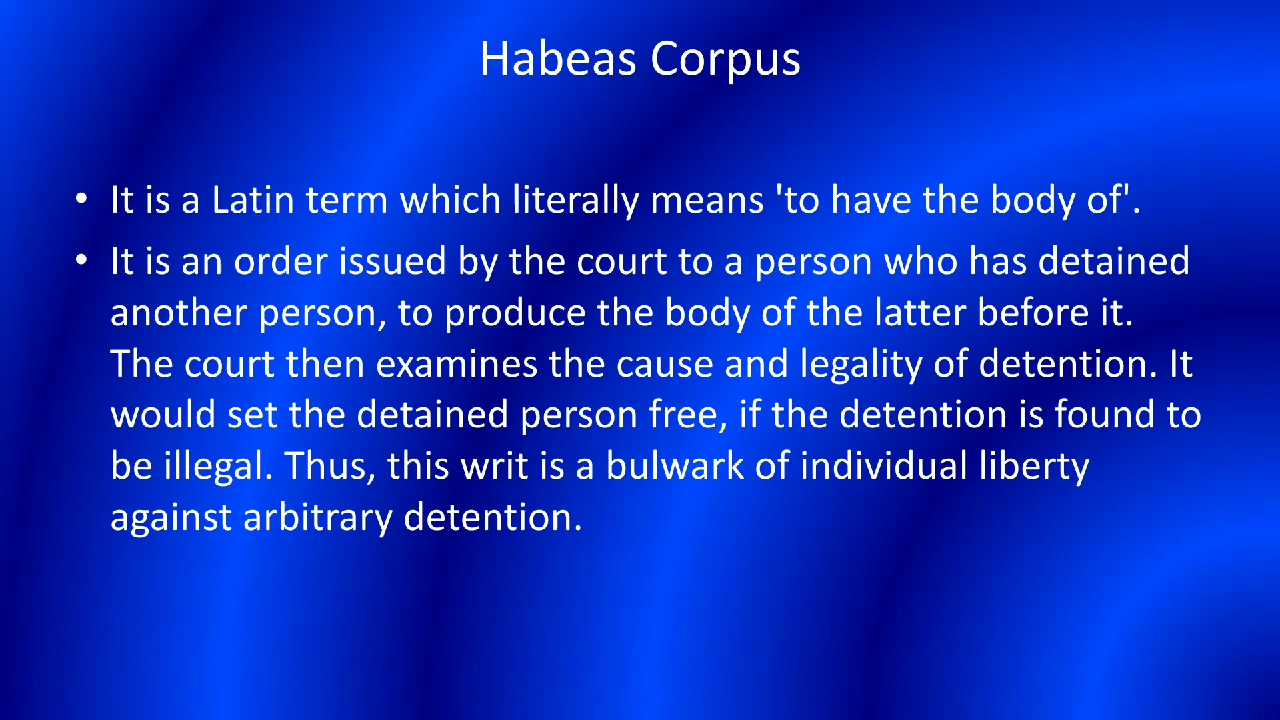 Habeas Corpus
• It is a Latin term which literally means 'to have the body of'.
• It is an order issued by the court to a person who has detained
another person, to produce the body of the latter before it.
The court then examines the cause and legality of detention. It
would set the detained person free, if the detention is found to
be illegal. Thus, this writ is a bulwark of individual liberty
against arbitrary detention.